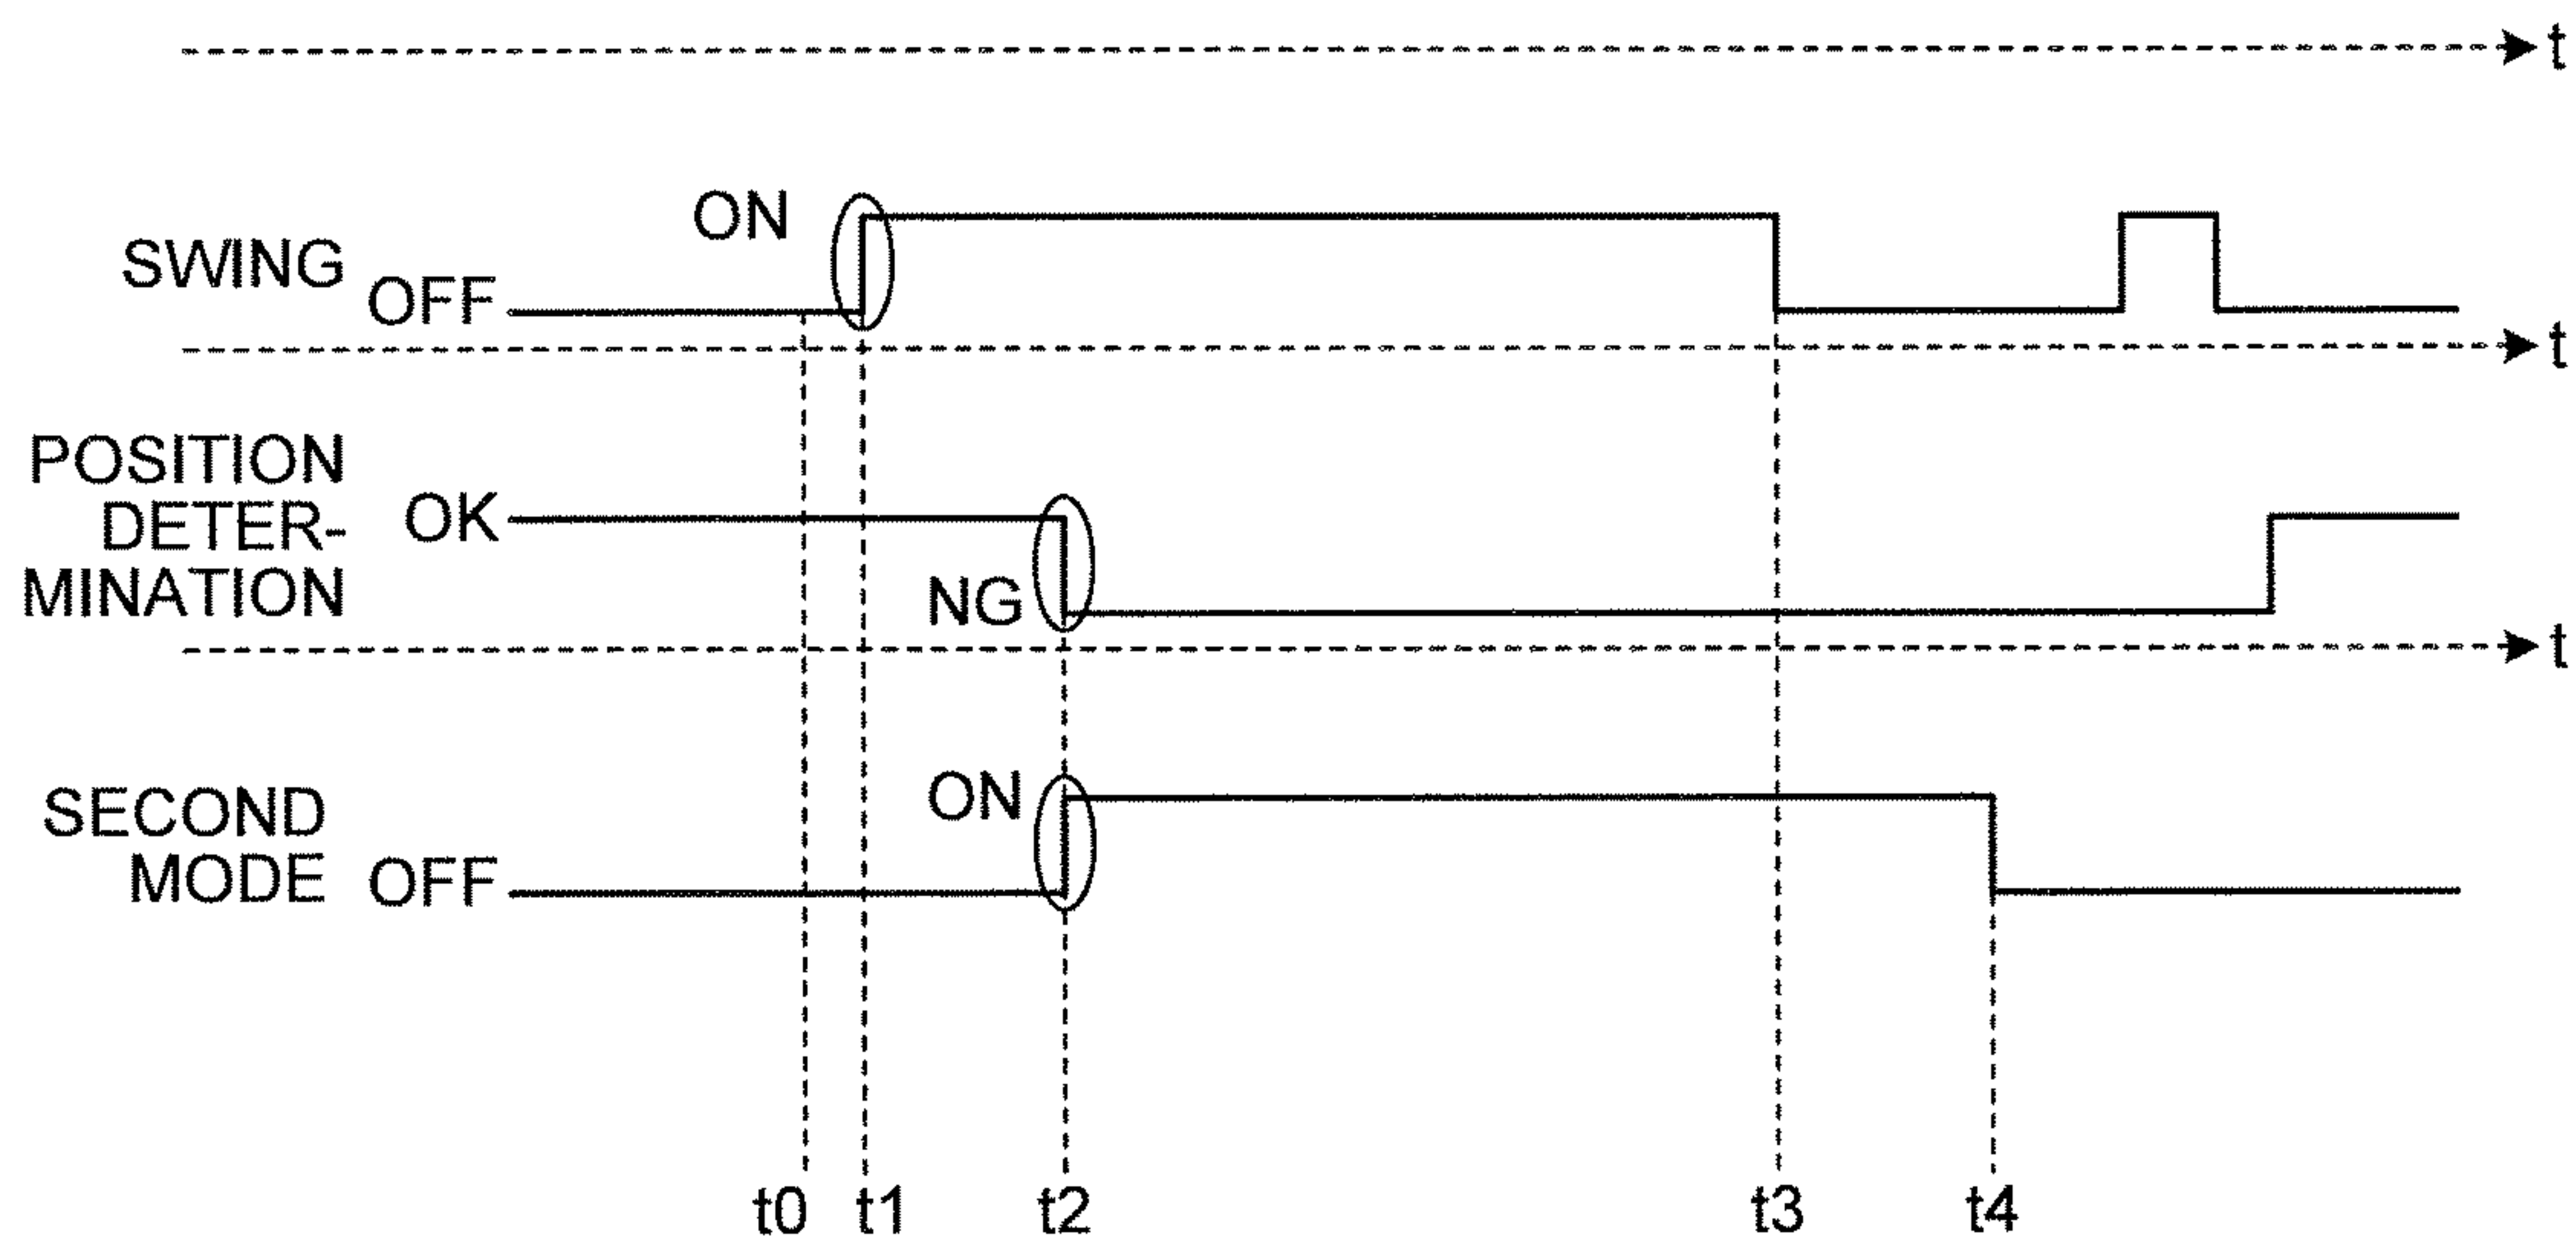 t
ON
SWING
OFF
t
POSITION
DETER-
MINATION
OK
NG
t
SECOND
MODE
ON
OFF
t0
t1
t2
t3
t4